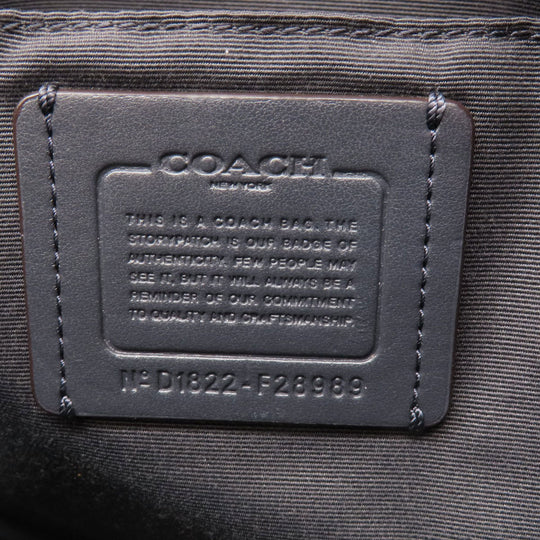 COACH
NEW YORK
THIS IS A COACH BAG. THE
STORYPATCH IS OUR BADGE OF
AUTHENTICITY. FEW PEOPLE MAY
SEE IT, BUT IT WILL ALWAYS BE A
REMINDER OF OUR COMMITMENT
TO QUALITY AND CRAFTSMANSHIP.
Nº D1822-F28989